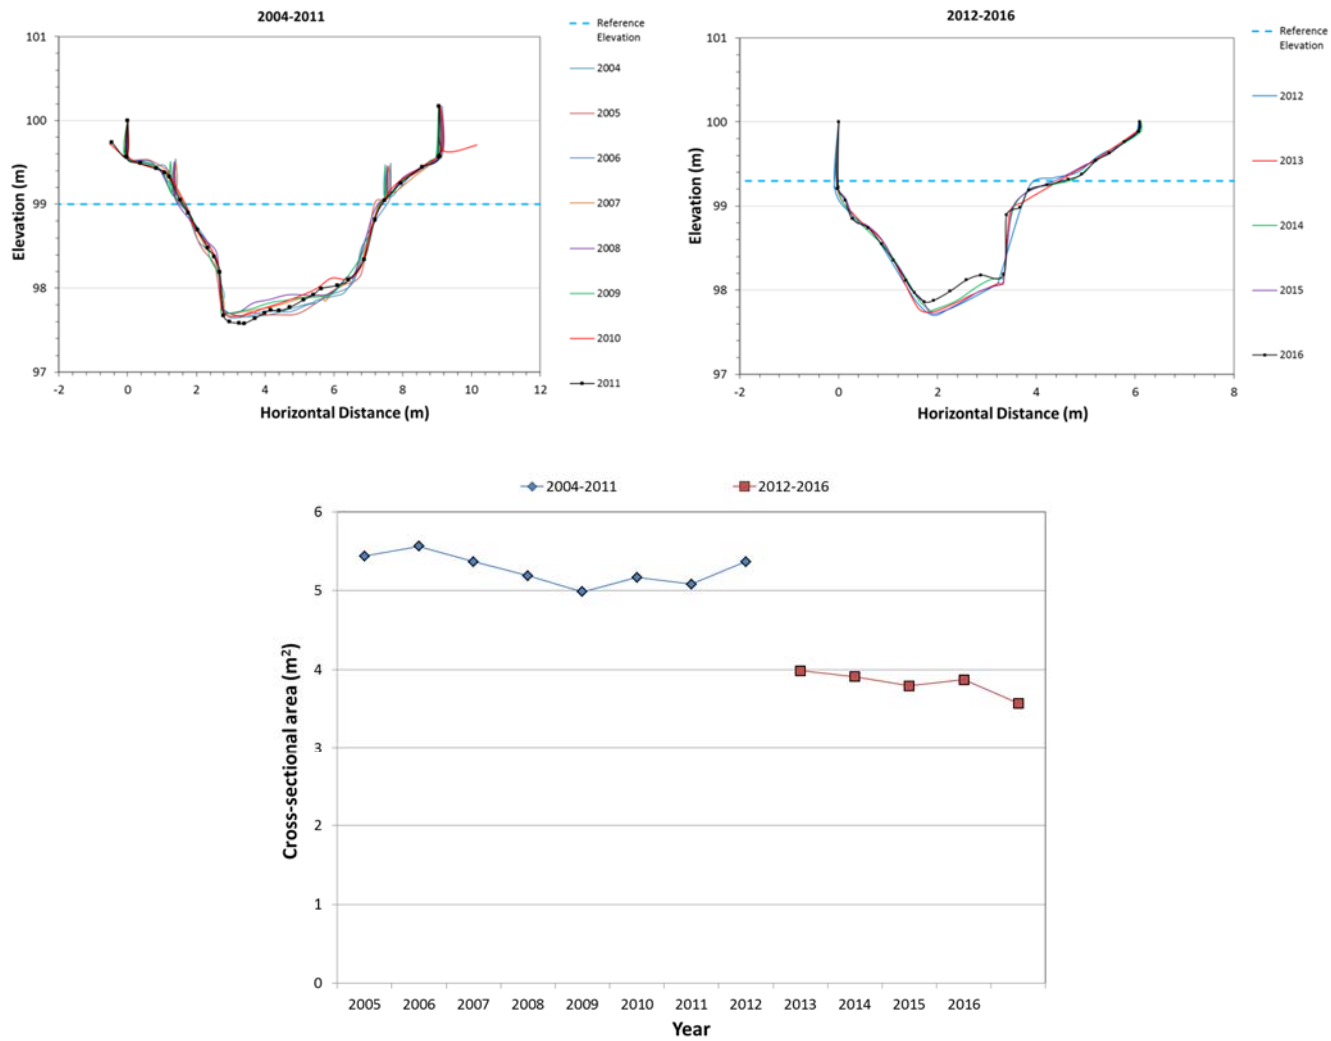 2004-2011
Reference
Elevation
2004
2005
2006
2007
2008
2009
2010
2011
101
100
99
98
97
Elevation (m)
-2 0 2 4 6 8 10 12
Horizontal Distance (m)
2012-2016
Reference
Elevation
2012
2013
2014
2015
2016
101
100
99
98
97
Elevation (m)
-2 0 2 4 6 8
Horizontal Distance (m)
2004-2011 2012-2016
6
5
4
3
2
1
0
Cross-sectional area (m²)
2005 2006 2007 2008 2009 2010 2011 2012 2013 2014 2015 2016
Year